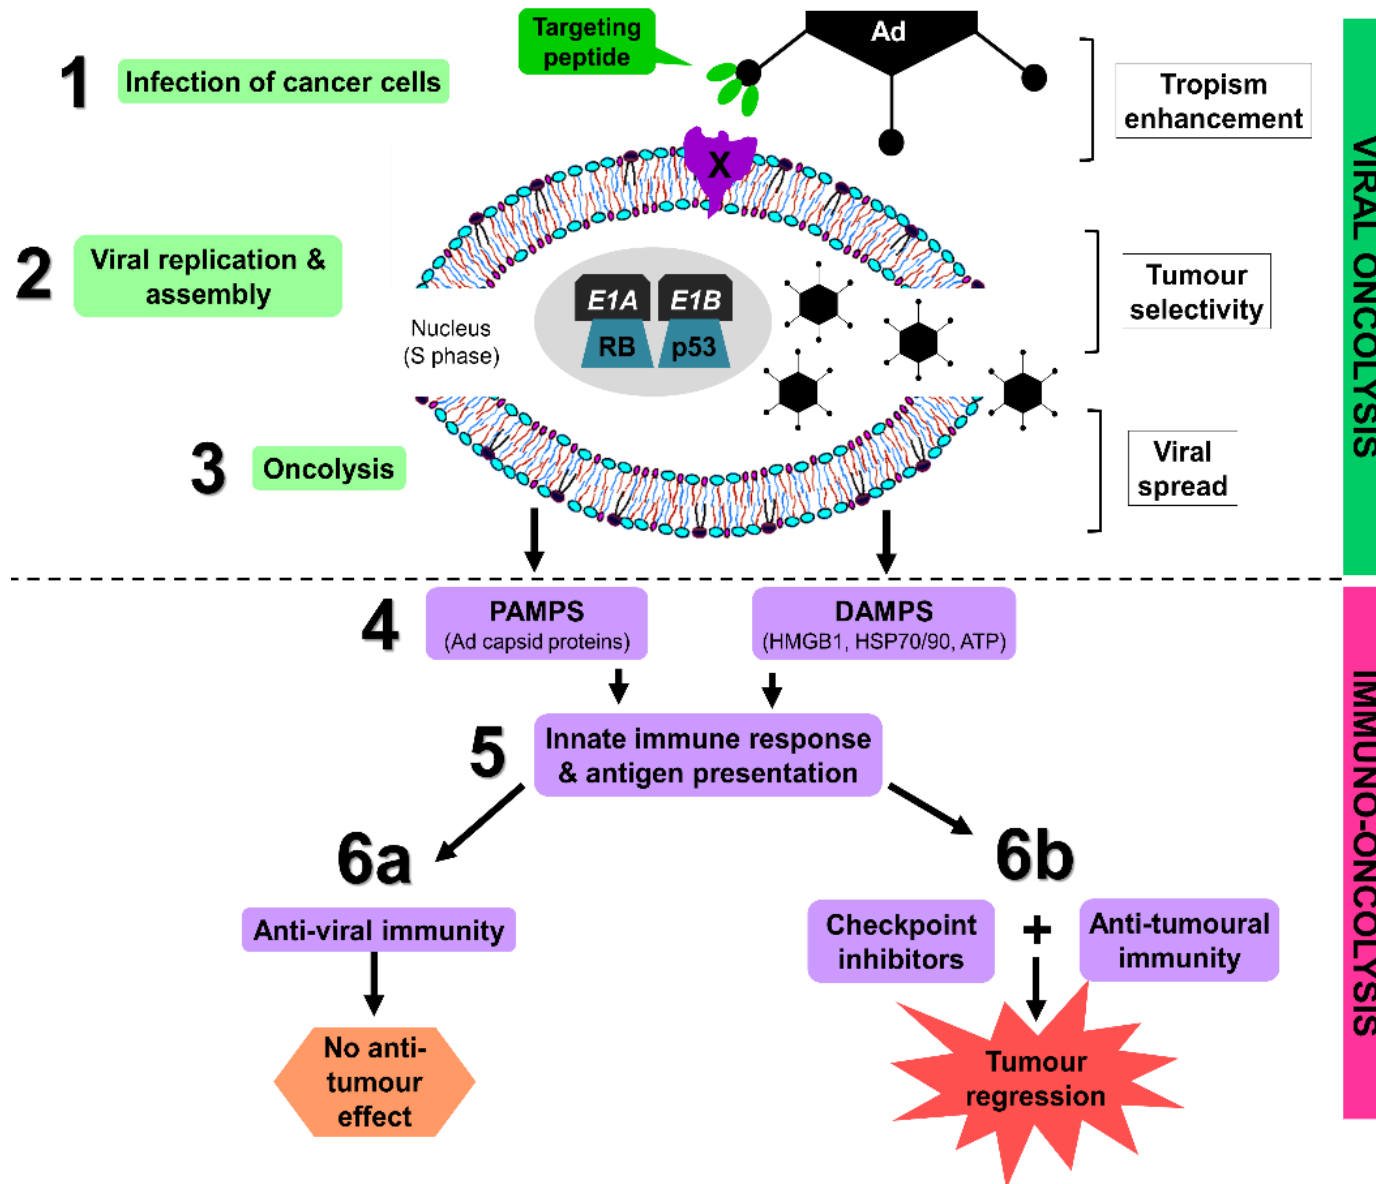 Targeting
peptide
Ad
1
Infection of cancer cells
Tropism
enhancement
X
2
Viral replication &
assembly
E1A
E1B
RB
p53
Nucleus
(S phase)
Tumour
selectivity
3
Oncolysis
Viral
spread
VIRAL ONCOLYSIS
4
PAMPS
(Ad capsid proteins)
DAMPS
(HMGB1, HSP70/90, ATP)
5
Innate immune response
& antigen presentation
6a
Anti-viral immunity
No anti-
tumour
effect
6b
Checkpoint
inhibitors
+
Anti-tumoural
immunity
Tumour
regression
IMMUNO-ONCOLYSIS